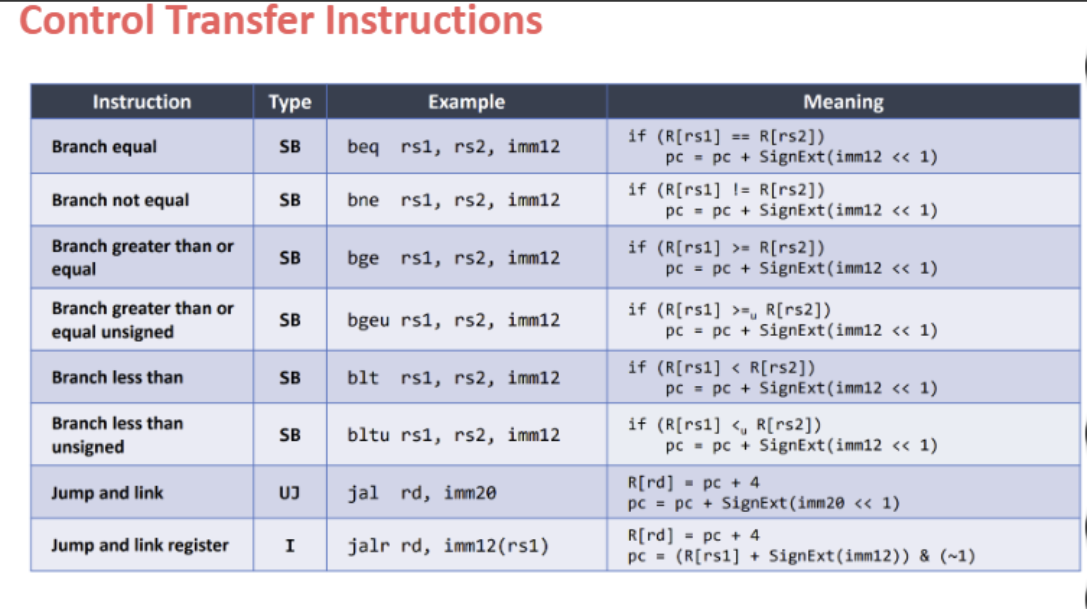 Control Transfer Instructions
Instruction Type Example Meaning
Branch equal SB beq rs1, rs2, imm12 if (R[rs1] == R[rs2])
pc = pc + SignExt(imm12 << 1)
Branch not equal SB bne rs1, rs2, imm12 if (R[rs1] != R[rs2])
pc = pc + SignExt(imm12 << 1)
Branch greater than or
equal SB bge rs1, rs2, imm12 if (R[rs1] >= R[rs2])
pc = pc + SignExt(imm12 << 1)
Branch greater than or
equal unsigned SB bgeu rs1, rs2, imm12 if (R[rs1] >=u R[rs2])
pc = pc + SignExt(imm12 << 1)
Branch less than SB blt rs1, rs2, imm12 if (R[rs1] < R[rs2])
pc = pc + SignExt(imm12 << 1)
Branch less than
unsigned SB bltu rs1, rs2, imm12 if (R[rs1] <u R[rs2])
pc = pc + SignExt(imm12 << 1)
Jump and link UJ jal rd, imm20 R[rd] = pc + 4
pc = pc + SignExt(imm20 << 1)
Jump and link register I jalr rd, imm12(rs1) R[rd] = pc + 4
pc = (R[rs1] + SignExt(imm12)) & (~1)